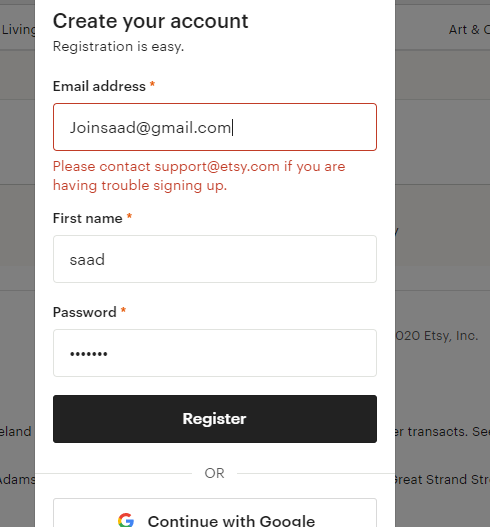 Create your account
Living
Art & C
Registration is easy.
Email address *
Joinsaad@gmail.com
Please contact support@etsy.com if you are
having trouble signing up.
First name *
saad
Password *
•••••••
020 Etsy, Inc.
Register
eland
er transacts. See
OR
Adams
Great Strand Str
Continue with Google